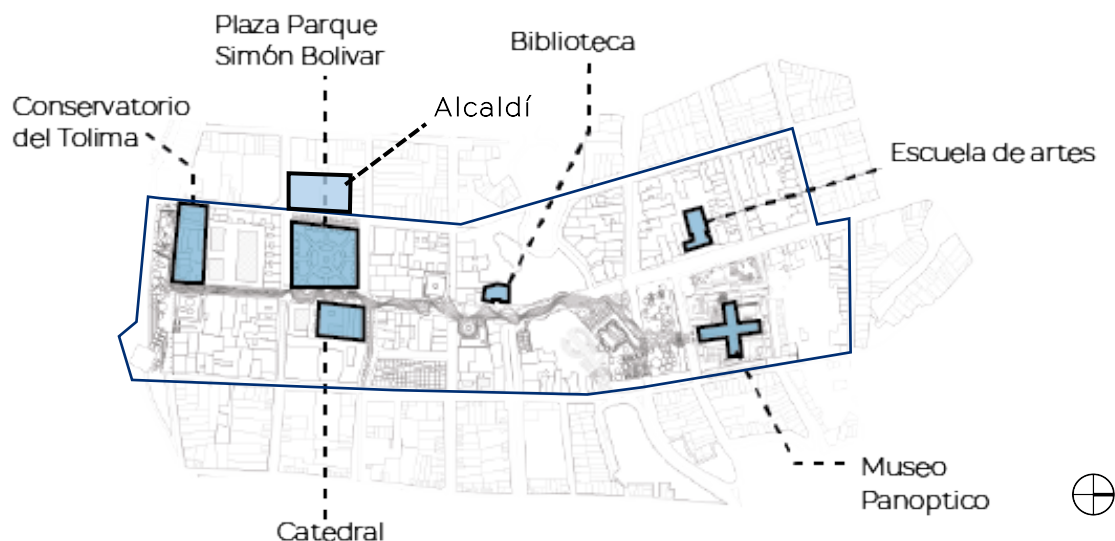 Plaza Parque
Simón Bolivar
Biblioteca
Alcaldí
Conservatorio
del Tolima
Escuela de artes
Museo
Panoptico
Catedral